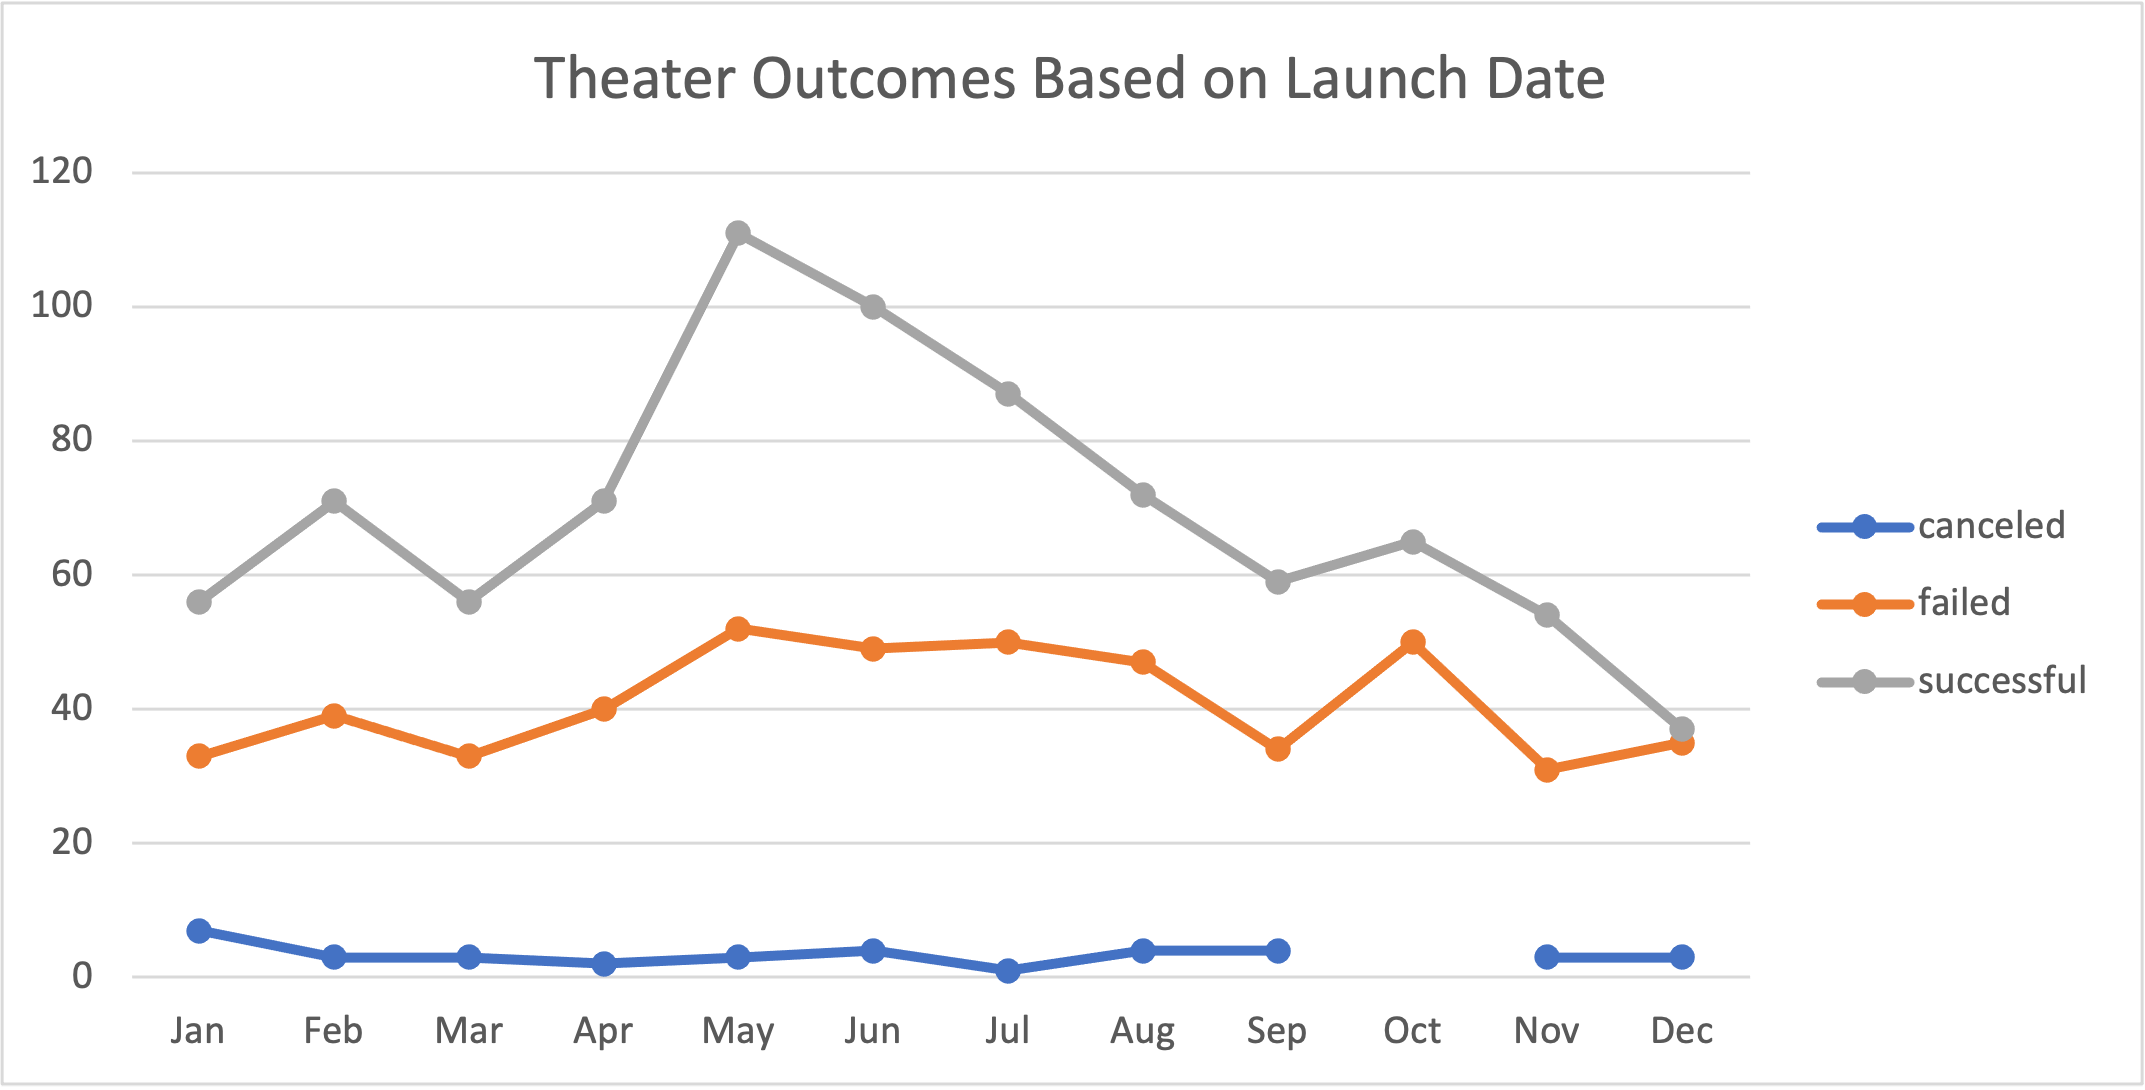 Theater Outcomes Based on Launch Date
120
100
80
60
40
20
0
Jan Feb Mar Apr May Jun Jul Aug Sep Oct Nov Dec
canceled
failed
successful